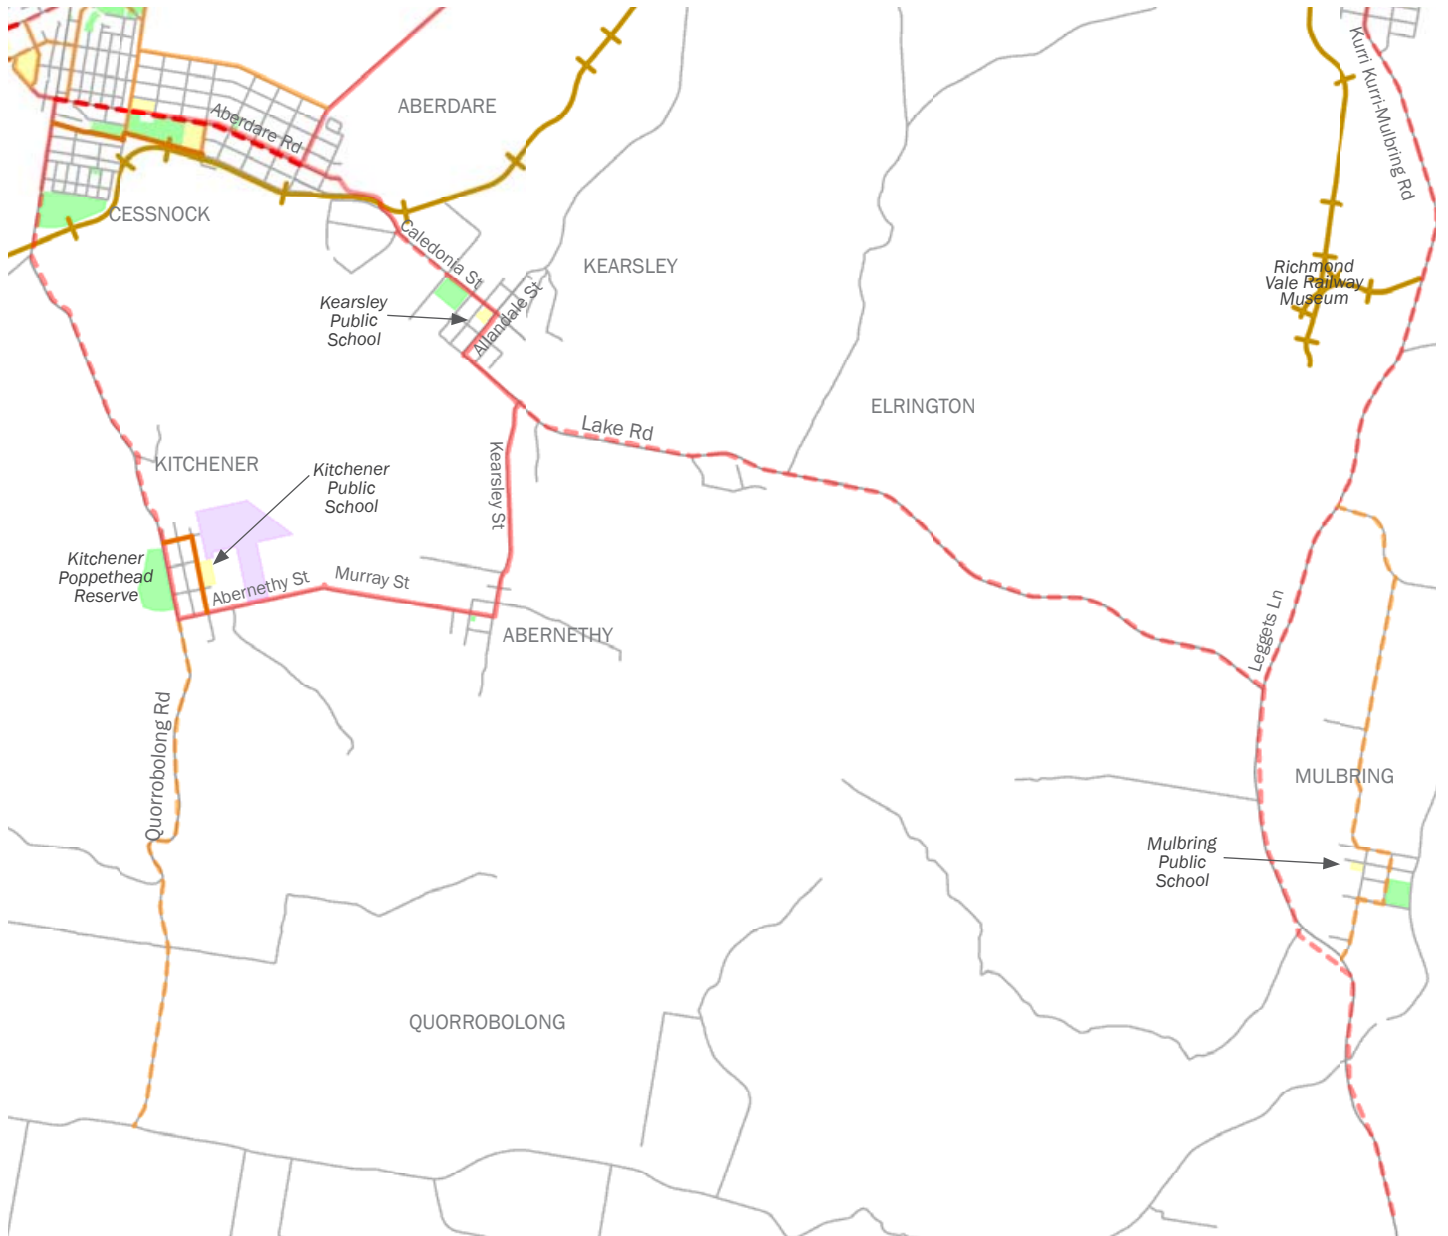 Kurri Kurri-Mulbring Rd
ABERDARE
Aberdare Rd
CESSNOCK
Caledonia St
KEARSLEY
Richmond
Vale Railway
Museum
Kearsley
Public
School
Allandale St
ELRINGTON
Lake Rd
KITCHENER
Kitchener
Public
School
Kearsley St
Kitchener
Poppethead
Reserve
Abernethy St
Murray St
ABERNETHY
Leggets Ln
Quorrobolong Rd
MULBRING
Mulbring
Public
School
QUORROBOLONG